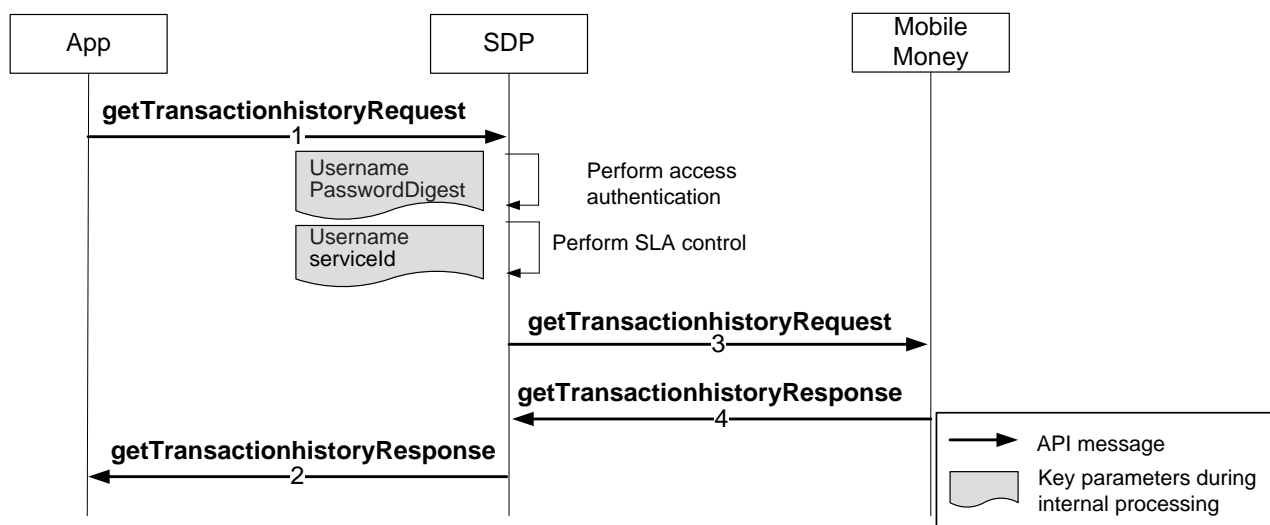 App
SDP
Mobile
Money
getTransactionhistoryRequest
1
Username
PasswordDigest
Perform access
authentication
Username
serviceId
Perform SLA control
getTransactionhistoryRequest
3
getTransactionhistoryResponse
4
getTransactionhistoryResponse
2
API message
Key parameters during
internal processing